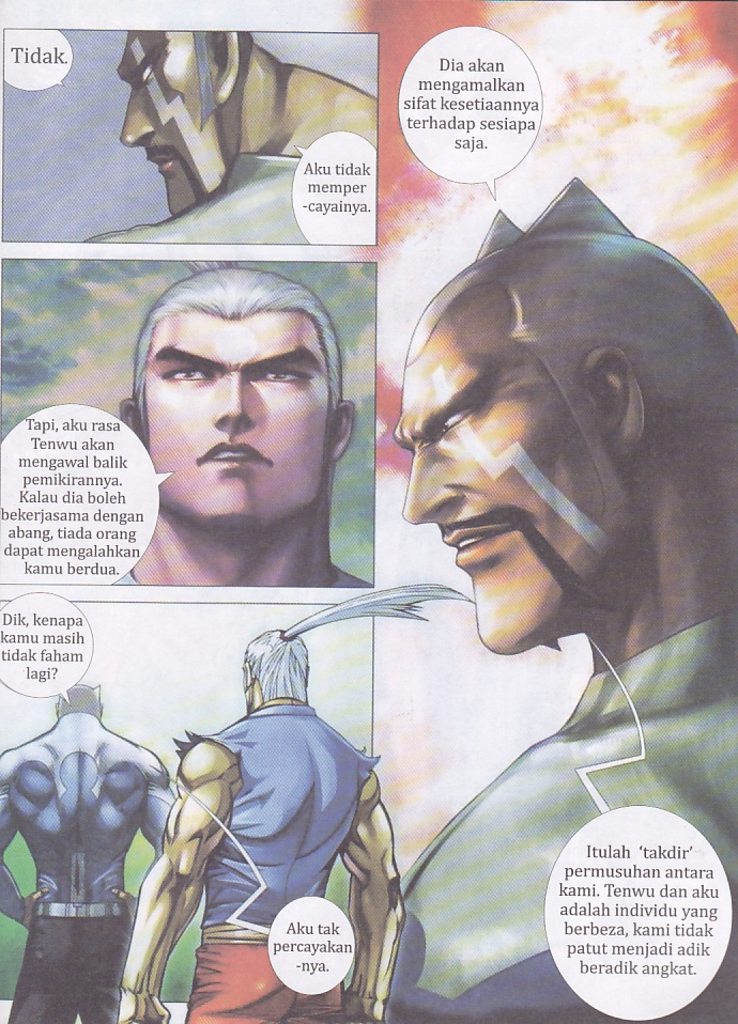 Tidak.
Aku tidak
memper
-cayainya.
Tapi, aku rasa
Tenwu akan
mengawal balik
pemikirannya.
Kalau dia boleh
bekerjasama dengan
abang, tiada orang
dapat mengalahkan
kamu berdua.
Dik, kenapa
kamu masih
tidak faham
lagi?
Aku tak
percayakan
-nya.
Dia akan
mengamalkan
sifat kesetiaannya
terhadap sesiapa
saja.
Itulah ‘takdir’
permusuhan antara
kami. Tenwu dan aku
adalah individu yang
berbeza, kami tidak
patut menjadi adik
beradik angkat.